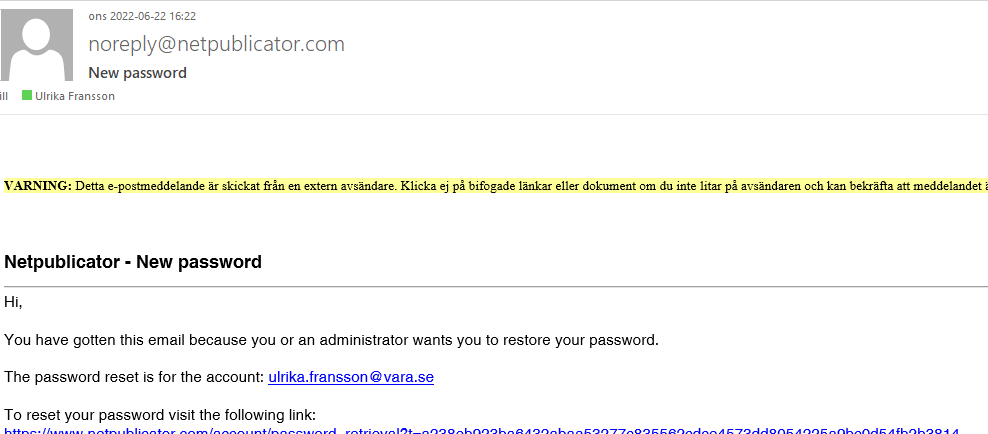 ons 2022-06-22 16:22
noreply@netpublicator.com
New password
ill Ulrika Fransson
VARNING: Detta e-postmeddelande är skickat från en extern avsändare. Klicka ej på bifogade länkar eller dokument om du inte litar på avsändaren och kan bekräfta att meddelandet ä
Netpublicator - New password
Hi,
You have gotten this email because you or an administrator wants you to restore your password.
The password reset is for the account: ulrika.fransson@vara.se
To reset your password visit the following link: